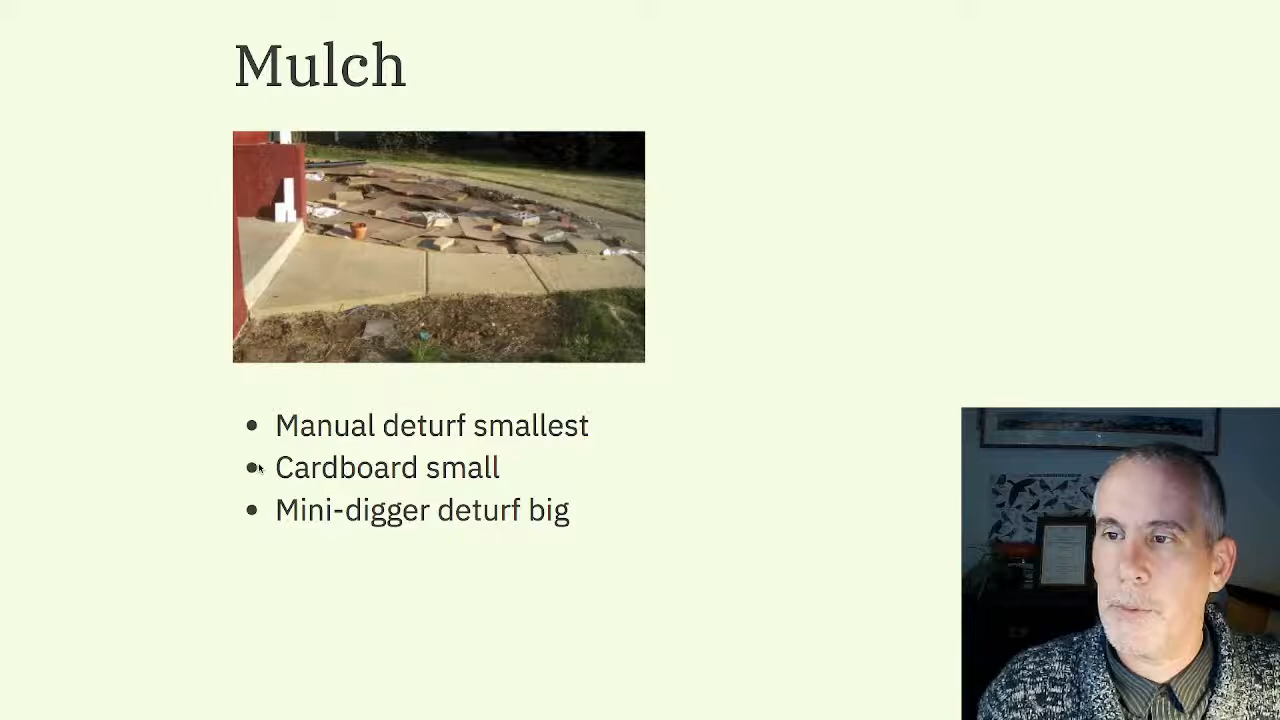 Mulch
Manual deturf smallest
Cardboard small
Mini-digger deturf big